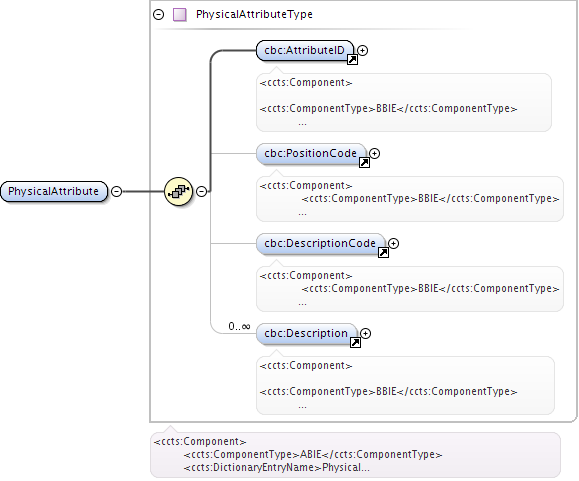 PhysicalAttributeType
cbc:AttributeID
<ccts:Component>
<ccts:ComponentType>BBIE</ccts:ComponentType>
...
cbc:PositionCode
<ccts:Component>
<ccts:ComponentType>BBIE</ccts:ComponentType>
...
PhysicalAttribute
cbc:DescriptionCode
<ccts:Component>
<ccts:ComponentType>BBIE</ccts:ComponentType>
...
0..∞
cbc:Description
<ccts:Component>
<ccts:ComponentType>BBIE</ccts:ComponentType>
...
<ccts:Component>
<ccts:ComponentType>ABIE</ccts:ComponentType>
<ccts:DictionaryEntryName>Physical...